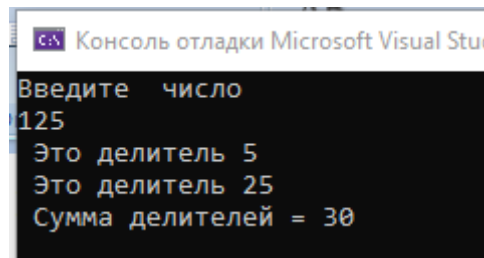 Консоль отладки Microsoft Visual Stu
Введите  число
125
Это делитель 5
Это делитель 25
Сумма делителей = 30